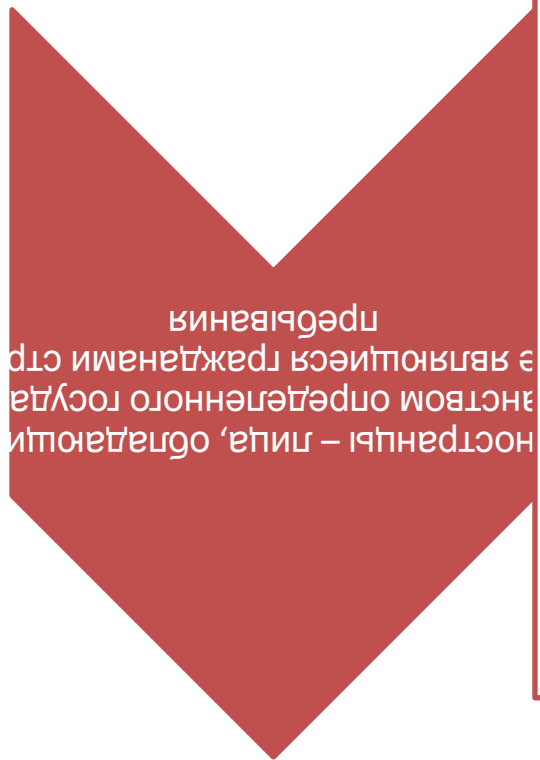 ностранцы – лица, обладающи
анством определенного госуда
е являющиеся гражданами стр
пребывания